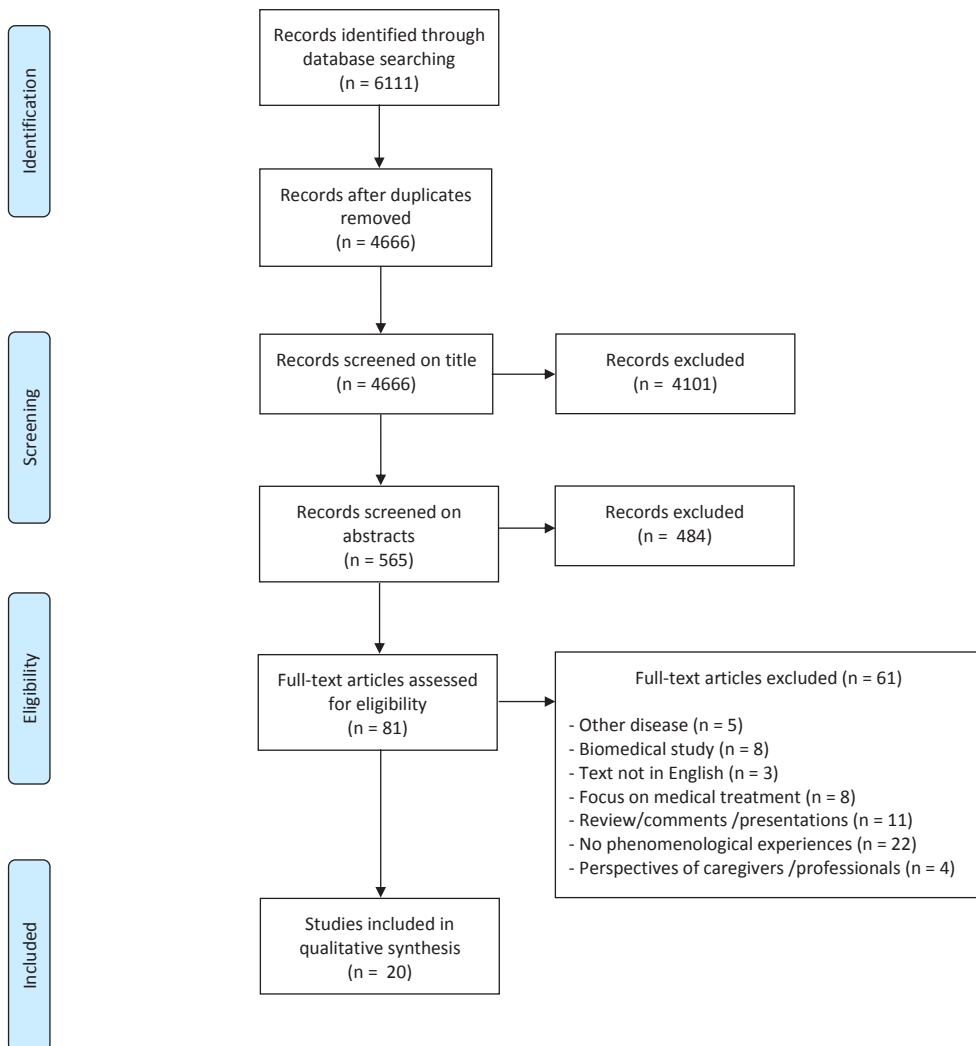 Identification
Records identified through
database searching
(n = 6111)
Records after duplicates
removed
(n = 4666)
Screening
Records screened on title
(n = 4666)
Records excluded
(n =  4101)
Records screened on
abstracts
(n = 565)
Records excluded
(n =  484)
Eligibility
Full-text articles assessed
for eligibility
(n = 81)
Full-text articles excluded (n = 61)
- Other disease (n = 5)
- Biomedical study (n = 8)
- Text not in English (n = 3)
- Focus on medical treatment (n = 8)
- Review/comments /presentations (n = 11)
- No phenomenological experiences (n = 22)
- Perspectives of caregivers /professionals (n = 4)
Included
Studies included in
qualitative synthesis
(n =  20)